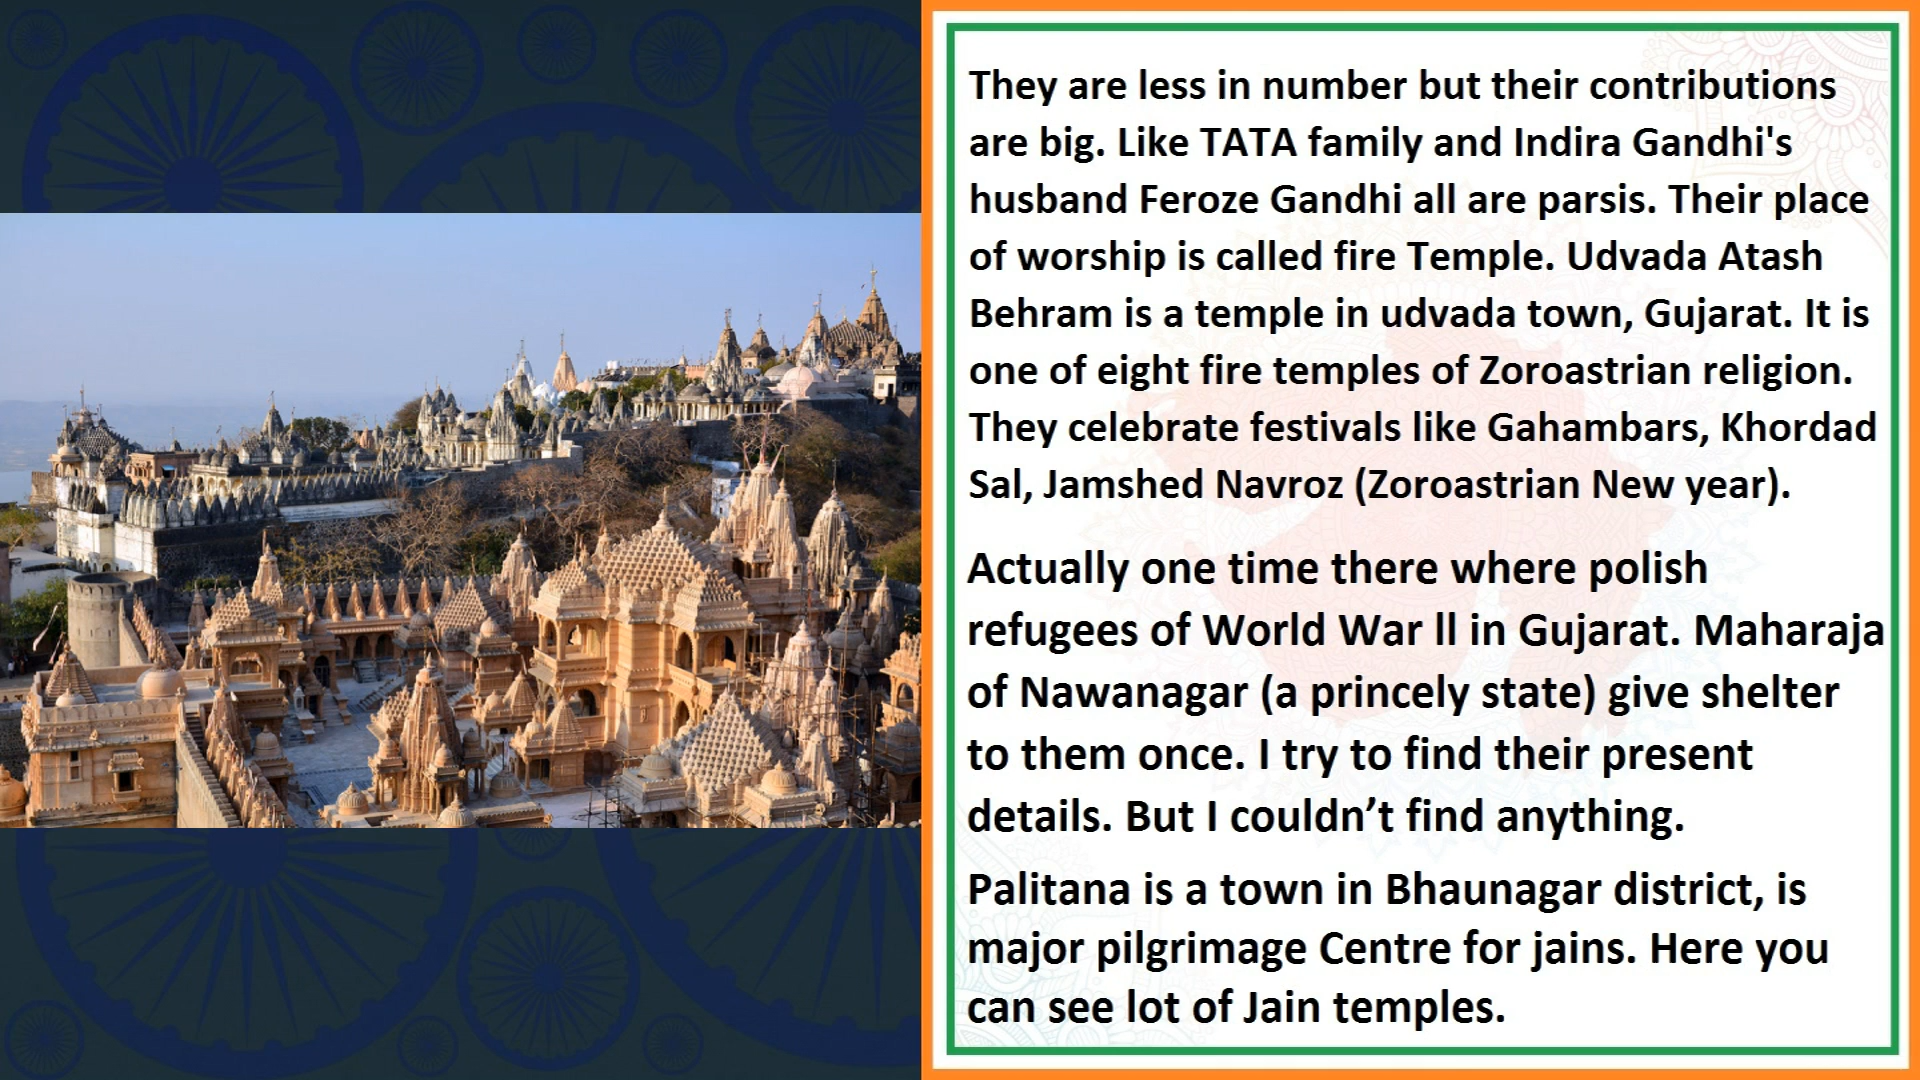 They are less in number but their contributions
are big. Like TATA family and Indira Gandhi's
husband Feroze Gandhi all are parsis. Their place
of worship is called fire Temple. Udvada Atash
Behram is a temple in udvada town, Gujarat. It is
one of eight fire temples of Zoroastrian religion.
They celebrate festivals like Gahambars, Khordad
Sal, Jamshed Navroz (Zoroastrian New year).
Actually one time there where polish
refugees of World War ll in Gujarat. Maharaja
of Nawanagar (a princely state) give shelter
to them once. I try to find their present
details. But I couldn’t find anything.
Palitana is a town in Bhaunagar district, is
major pilgrimage Centre for jains. Here you
can see lot of Jain temples.